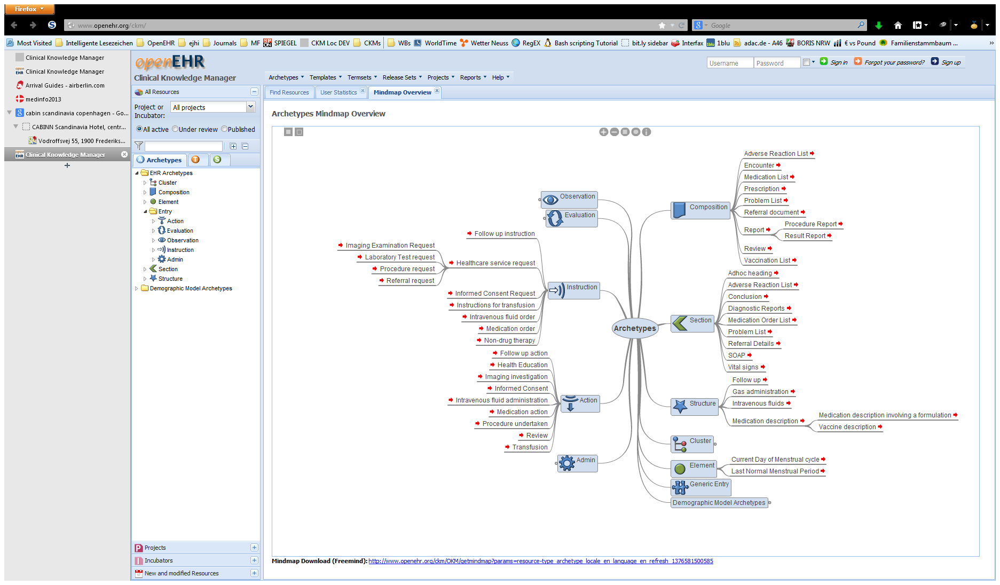 Firefox
www.openehr.org/ckm/
Google
Most Visited
Intelligente Lesezeichen
OpenEHR
ejhi
Journals
MF
SPIEGEL
CKM Loc DEV
CKMs
WBs
WorldTime
Wetter Neuss
RegEX
Bash scripting Tutorial
bit.ly sidebar
Interfax
1blu
adac.de - A46
BORIS NRW
€ vs Pound
Familienstammbaum ...
Clinical Knowledge Manager
Clinical Knowledge Manager
Arrival Guides - airberlin.com
medinfo2013
cabin scandinavia copenhagen - Go...
CABINN Scandinavia Hotel, centr...
Vodroffsvej 55, 1900 Frederiks...
Clinical Knowledge Manager
openEHR
Clinical Knowledge Manager
Username
Password
Sign in
Forgot your password?
Sign up
Archetypes
Templates
Termsets
Release Sets
Projects
Reports
Help
All Resources
Project or
Incubator:
All projects
All active
Under review
Published
Archetypes
T
S
EHR Archetypes
Cluster
Composition
Element
Entry
Action
Evaluation
Observation
Instruction
Admin
Section
Structure
Demographic Model Archetypes
Projects
Incubators
New and modified Resources
Find Resources
User Statistics
Mindmap Overview
Archetypes Mindmap Overview
Observation
Evaluation
Follow up instruction
Imaging Examination Request
Laboratory Test request
Procedure request
Referral request
Healthcare service request
Informed Consent Request
Instructions for transfusion
Intravenous fluid order
Medication order
Non-drug therapy
Instruction
Follow up action
Health Education
Imaging investigation
Informed Consent
Intravenous fluid administration
Medication action
Procedure undertaken
Review
Transfusion
Action
Admin
Archetypes
Composition
Adverse Reaction List
Encounter
Medication List
Prescription
Problem List
Referral document
Report
Procedure Report
Result Report
Review
Vaccination List
Section
Adhoc heading
Adverse Reaction List
Conclusion
Diagnostic Reports
Medication Order List
Problem List
Referral Details
SOAP
Vital signs
Structure
Follow up
Gas administration
Intravenous fluids
Medication description
Medication description involving a formulation
Vaccine description
Cluster
Element
Current Day of Menstrual cycle
Last Normal Menstrual Period
Generic Entry
Demographic Model Archetypes
Mindmap Download (Freemind): http://www.openehr.org/ckm/OKM/getmindmap?params=resource-type_archetype_locale_en_language_en_refresh_1376581500585